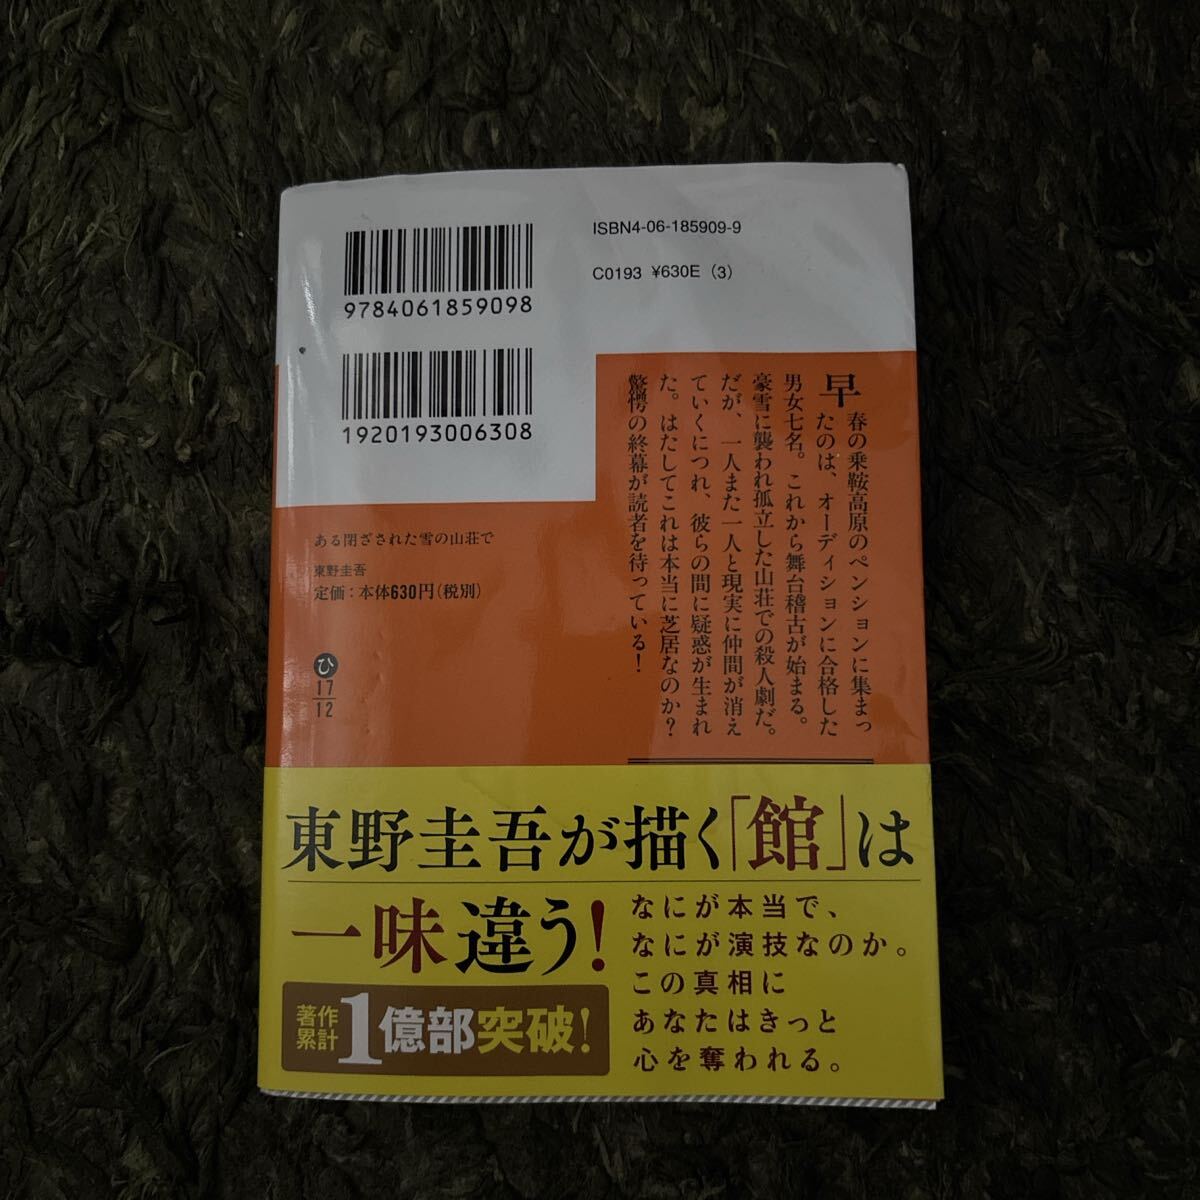 ISBN4-06-185909-9
C0193 ¥630E (3)
9784061859098
1920193006308
早春の乗鞍高原のペンションに集まっ
たのは、オーディションに合格した
男女七名。これから舞台稽古が始まる。
豪雪に襲われ孤立した山荘での殺人劇だ。
だが、一人また一人と現実に仲間が消え
ていくにつれ、彼らの間に疑惑が生まれ
た。はたしてこれは本当に芝居なのか?
驚愕の終幕が読者を待っている!
ある閉ざされた雪の山荘で
東野圭吾
定価:本体630円(税別)
ひ
17
12
東野圭吾が描く「館」は
一味違う!
なにが本当で、
なにが演技なのか。
この真相に
あなたはきっと
心を奪われる。
著作
累計
1億部突破!